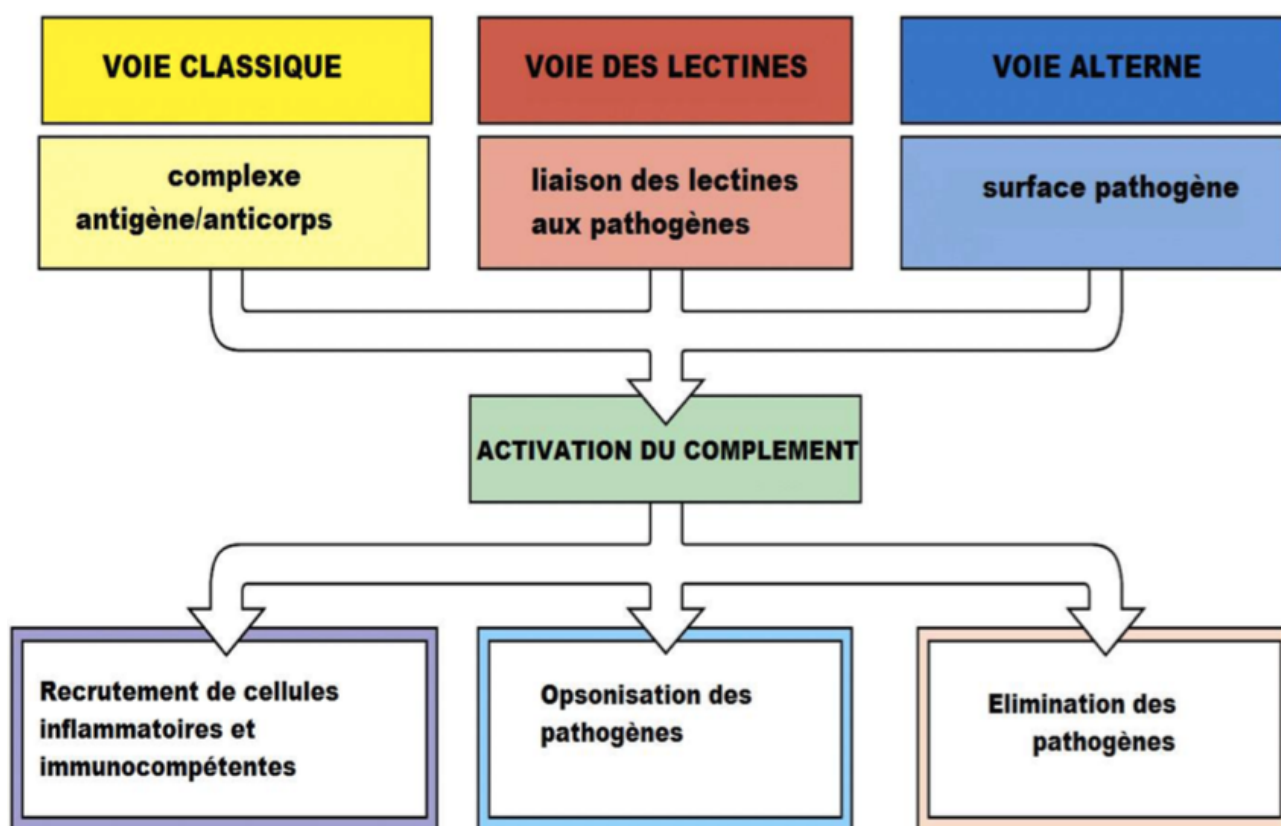 VOIE CLASSIQUE
VOIE DES LECTINES
VOIE ALTERNE
complexe
antigène/anticorps
liaison des lectines
aux pathogènes
surface pathogène
ACTIVATION DU COMPLEMENT
Recrutement de cellules
inflammatoires et
immunocompétentes
Opsonisation des
pathogènes
Elimination des
pathogènes